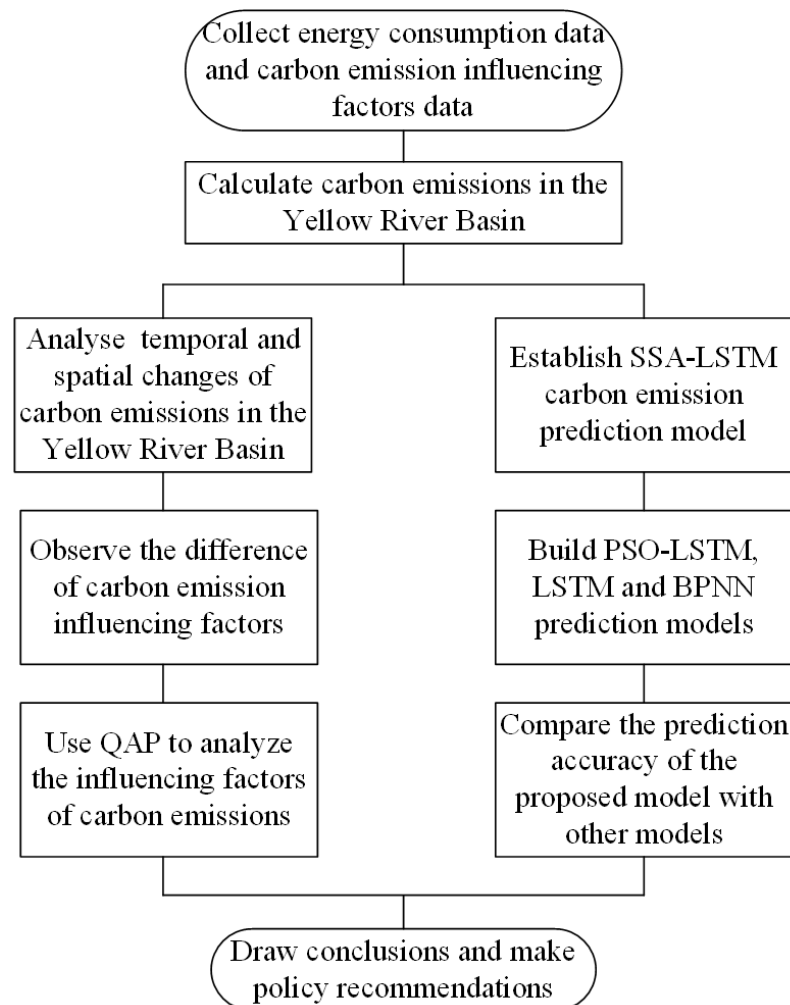 Collect energy consumption data
and carbon emission influencing
factors data
Calculate carbon emissions in the
Yellow River Basin
Analyse temporal and
spatial changes of
carbon emissions in the
Yellow River Basin
Observe the difference
of carbon emission
influencing factors
Use QAP to analyze
the influencing factors
of carbon emissions
Establish SSA-LSTM
carbon emission
prediction model
Build PSO-LSTM,
LSTM and BPNN
prediction models
Compare the prediction
accuracy of the
proposed model with
other models
Draw conclusions and make
policy recommendations